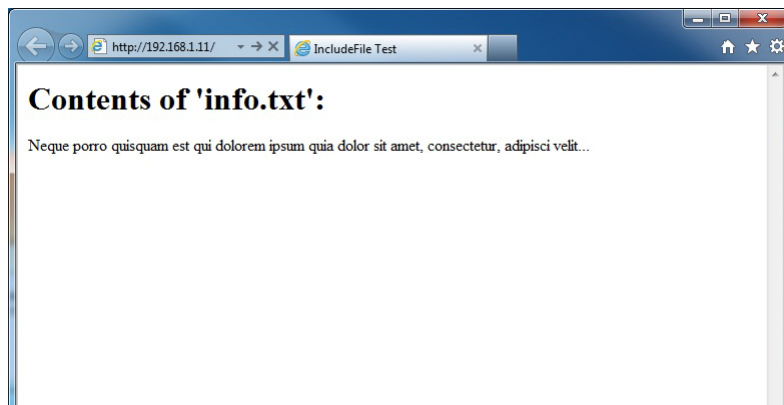 http://192.168.1.11/
IncludeFile Test
Contents of 'info.txt':
Neque porro quisquam est qui dolorem ipsum quia dolor sit amet, consectetur, adipisci velit...